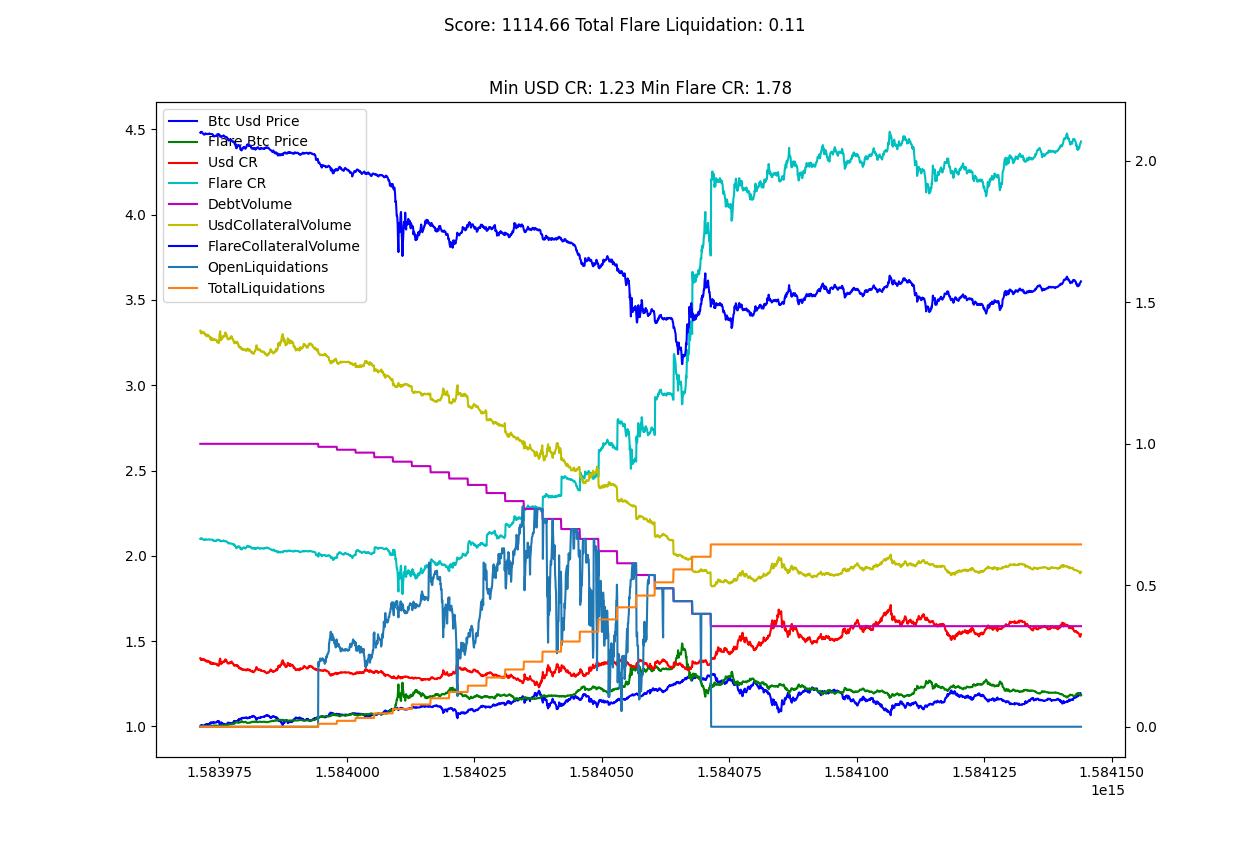 Score: 1114.66 Total Flare Liquidation: 0.11
Min USD CR: 1.23 Min Flare CR: 1.78
Btc Usd Price
Flare Btc Price
Usd CR
Flare CR
DebtVolume
UsdCollateralVolume
FlareCollateralVolume
OpenLiquidations
TotalLiquidations
4.5
4.0
3.5
3.0
2.5
2.0
1.5
1.0
2.0
1.5
1.0
0.5
0.0
1.583975 1.584000 1.584025 1.584050 1.584075 1.584100 1.584125 1.584150
1e15